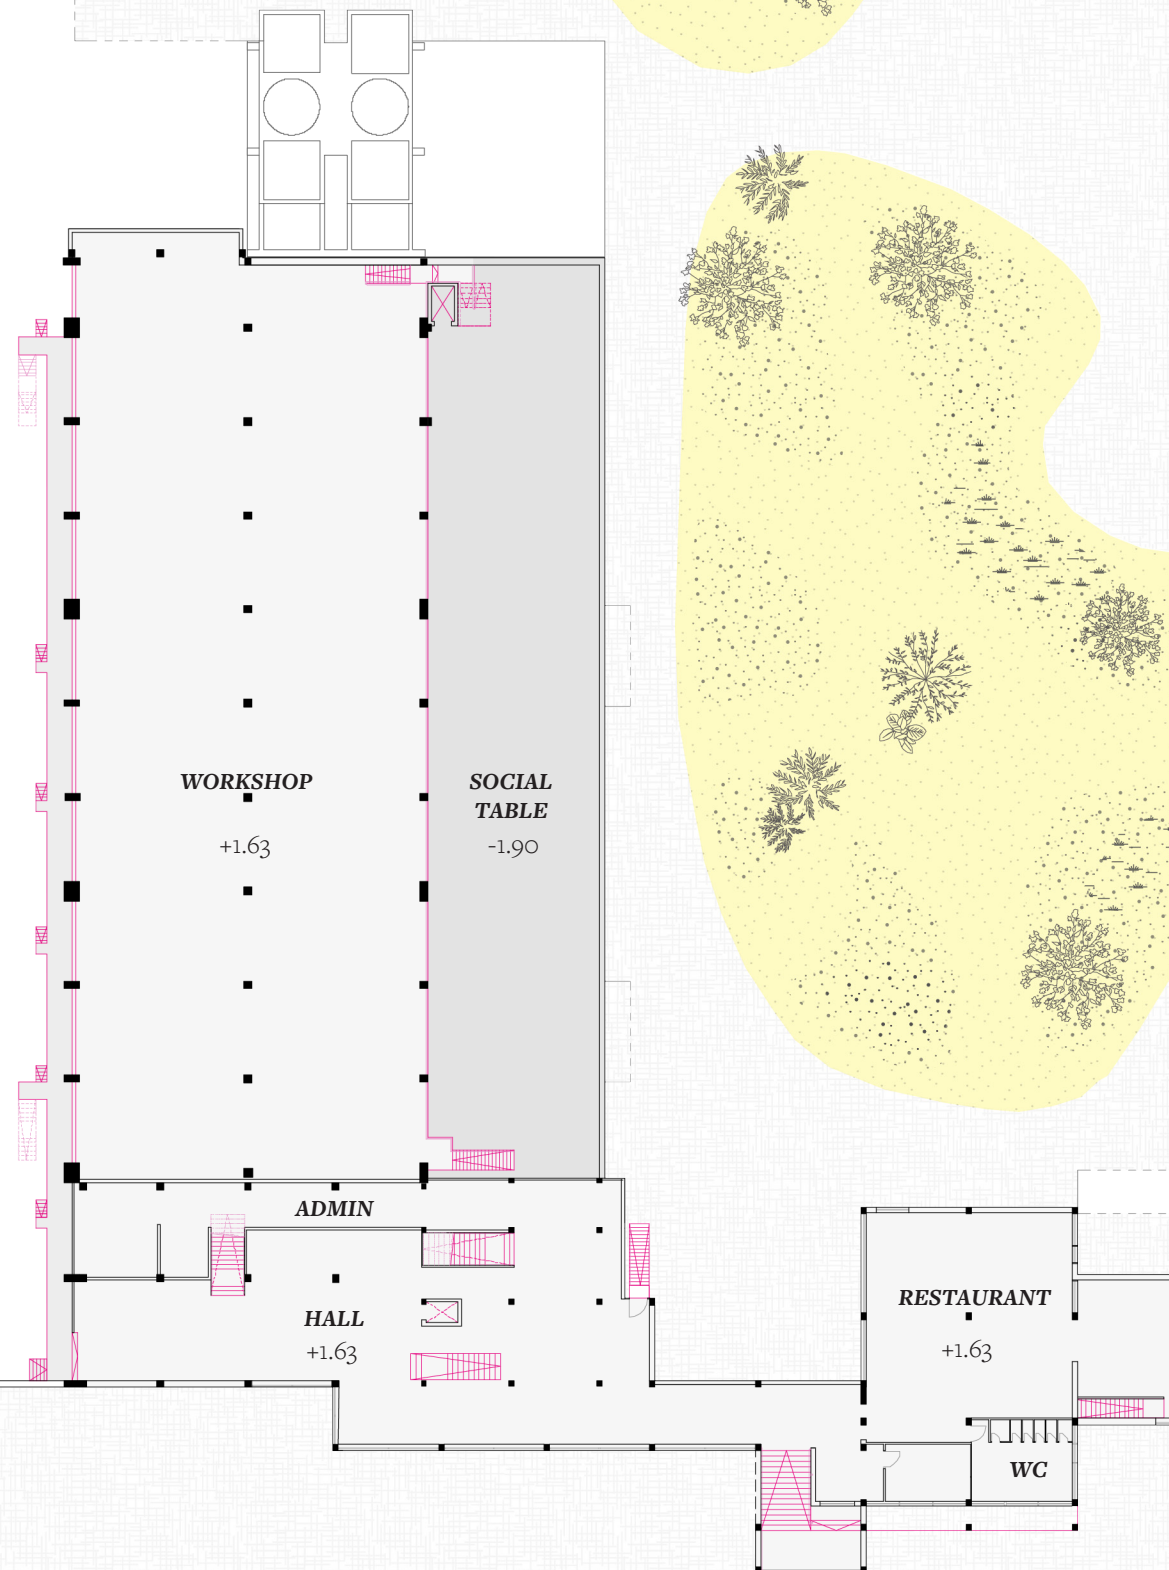 WORKSHOP
+1.63
SOCIAL
TABLE
-1.90
ADMIN
HALL
+1.63
RESTAURANT
+1.63
WC